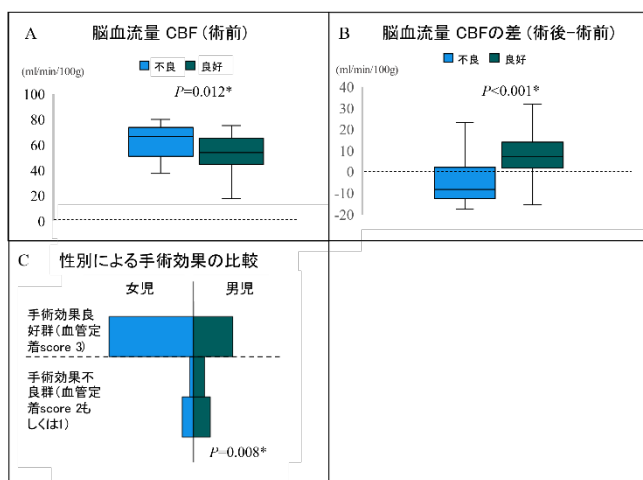 A
脳血流量 CBF (術前)
(ml/min/100g)
不良 良好
P=0.012*
100
80
60
40
20
0
B
脳血流量 CBFの差 (術後-術前)
(ml/min/100g)
不良 良好
P<0.001*
40
30
20
10
0
-10
-20
C
性別による手術効果の比較
女児 男児
手術効果良
好群(血管定
着score 3)
手術効果不
良群(血管定
着score 2も
しくは1)
P=0.008*